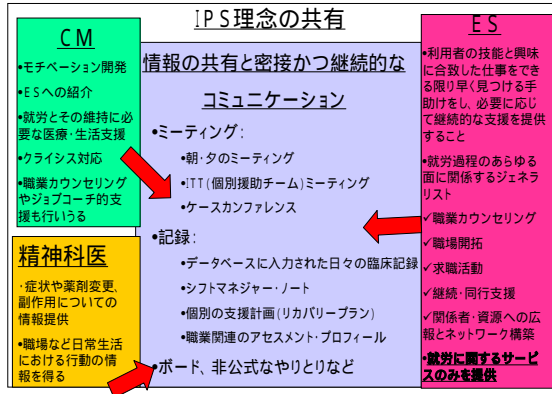 IPS理念の共有
CM
•モチベーション開発
•ESへの紹介
•就労とその維持に必
要な医療・生活支援
•クライシス対応
•職業カウンセリング
やジョブコーチ的支
援も行いうる
精神科医
・症状や薬剤変更、
副作用についての
情報提供
•職場など日常生活
における行動の情
報を得る
情報の共有と密接かつ継続的な
コミュニケーション
•ミーティング:
•朝・夕のミーティング
•ITT(個別援助チーム)ミーティング
•ケースカンファレンス
•記録:
•データベースに入力された日々の臨床記録
•シフトマネジャー・ノート
•個別の支援計画(リカバリープラン)
•職業関連のアセスメント・プロフィール
•ボード、非公式なやりとりなど
ES
•利用者の技能と興味
に合致した仕事をでき
る限り早く見つける手
助けをし、必要に応じ
て継続的な支援を提供
すること
•就労過程のあらゆる
面に関係するジェネラ
リスト
✓職業カウンセリング
✓職場開拓
✓求職活動
✓継続・同行支援
✓関係者・資源への広
報とネットワーク構築
•就労に関するサービ
スのみを提供